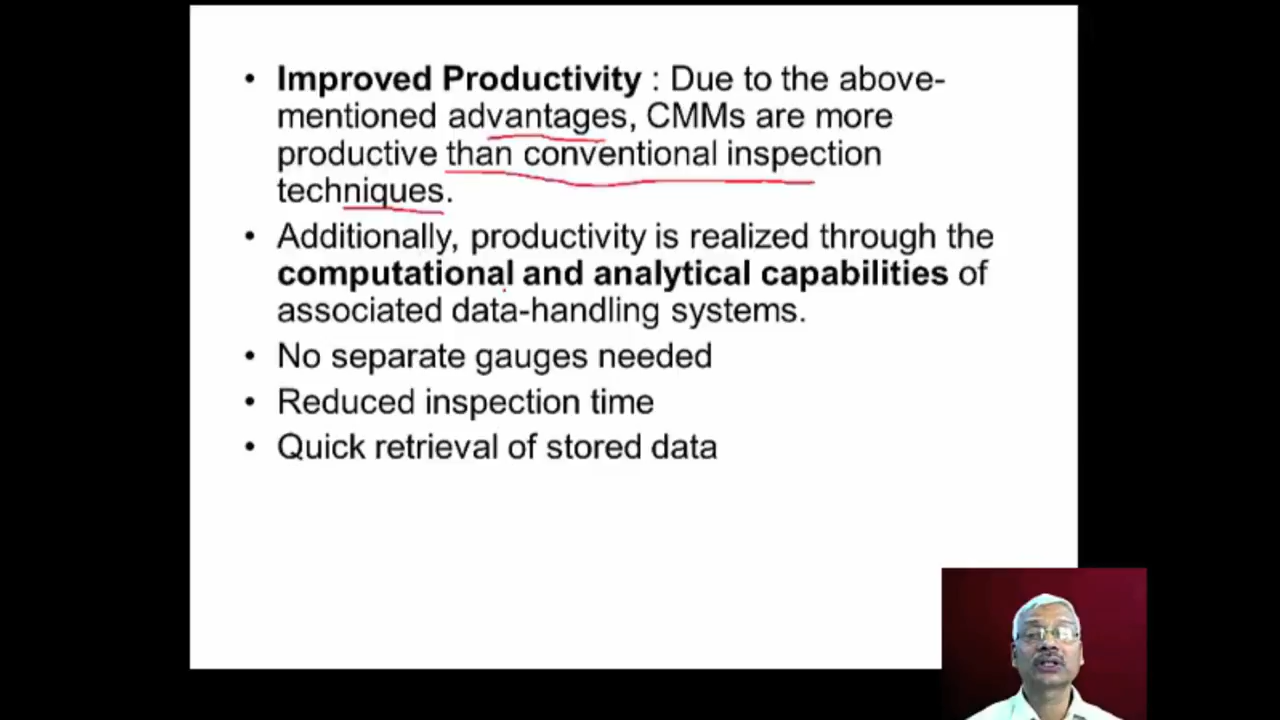 • Improved Productivity : Due to the above-
mentioned advantages, CMMs are more
productive than conventional inspection
techniques.
• Additionally, productivity is realized through the
computational and analytical capabilities of
associated data-handling systems.
• No separate gauges needed
• Reduced inspection time
• Quick retrieval of stored data